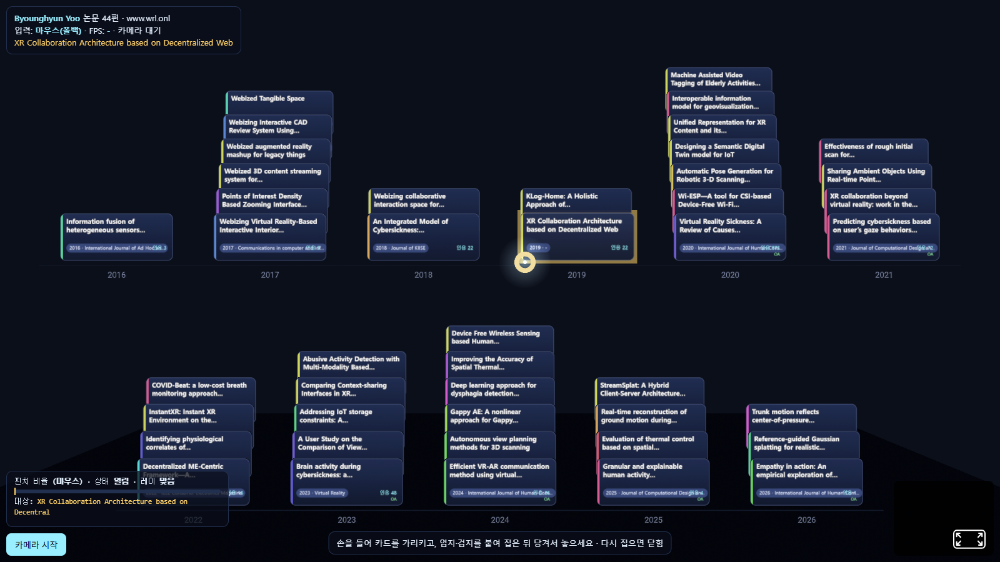 Byounghyun Yoo 논문 44편 · www.wrl.onl
입력: 마우스(폴백) · FPS: - · 카메라 대기
XR Collaboration Architecture based on Decentralized Web
Information fusion of
heterogeneous sensors...
2016 · International Journal of Ad Hoc
2016
Webized Tangible Space
Webizing Interactive CAD
Review System Using...
Webized augmented reality
mashup for legacy things
Webized 3D content streaming
system for...
Points of Interest Density
Based Zooming Interface...
Webizing Virtual Reality-Based
Interactive Interior...
2017 · Communications in computer
2017
Webizing collaborative
interaction space for...
An Integrated Model of
Cybersickness:...
2018 · Journal of KIISE
인용 22
2018
KLog-Home: A Holistic
Approach of...
XR Collaboration Architecture
based on Decentralized Web
2019 · -
인용 22
2019
Machine Assisted Video
Tagging of Elderly Activities...
Interoperable information
model for geovisualization...
Unified Representation for XR
Content and its...
Designing a Semantic Digital
Twin model for IoT
Automatic Pose Generation for
Robotic 3-D Scanning...
Wi-ESP—A tool for CSI-based
Device-Free Wi-Fi...
Virtual Reality Sickness: A
Review of Causes...
2020 · International Journal of
OA
2020
Effectiveness of rough initial
scan for...
Sharing Ambient Objects Using
Real-time Point...
XR collaboration beyond
virtual reality: work in the...
Predicting cybersickness based
on user's gaze behaviors...
2021 · Journal of Computational
OA
2021
COVID-Beat: a low-cost breath
monitoring approach...
InstantXR: Instant XR
Environment on the...
Identifying physiological
correlates of...
Decentralized ME-Centric
Framework—A...
2022
Abusive Activity Detection with
Multi-Modality Based...
Comparing Context-sharing
Interfaces in XR...
Addressing IoT storage
constraints: A...
A User Study on the
Comparison of View...
Brain activity during
cybersickness: a...
2023 · Virtual Reality
인용 48
OA
2023
Device Free Wireless Sensing
based Human...
Improving the Accuracy of
Spatial Thermal...
Deep learning approach for
dysphagia detection...
Gappy AE: A nonlinear
approach for Gappy...
Autonomous view planning
methods for 3D scanning
Efficient VR-AR communication
method using virtual...
2024 · International Journal of
OA
2024
StreamSplat: A Hybrid
Client-Server Architecture...
Real-time reconstruction of
ground motion during...
Evaluation of thermal control
based on spatial...
Granular and explainable
human activity...
2025 · Journal of Computational
OA
2025
Trunk motion reflects
center-of-pressure...
Reference-guided Gaussian
splatting for realistic...
Empathy in action: An
empirical exploration of...
2026 · International Journal of
OA
2026
핀치 비율 (마우스) · 상태 열림 · 레이 맞음
대상: XR Collaboration Architecture based on
Decentral
카메라 시작
손을 들어 카드를 가리키고, 엄지·검지를 붙여 집은 뒤 당겨서 놓으세요 · 다시 집으면 닫힘